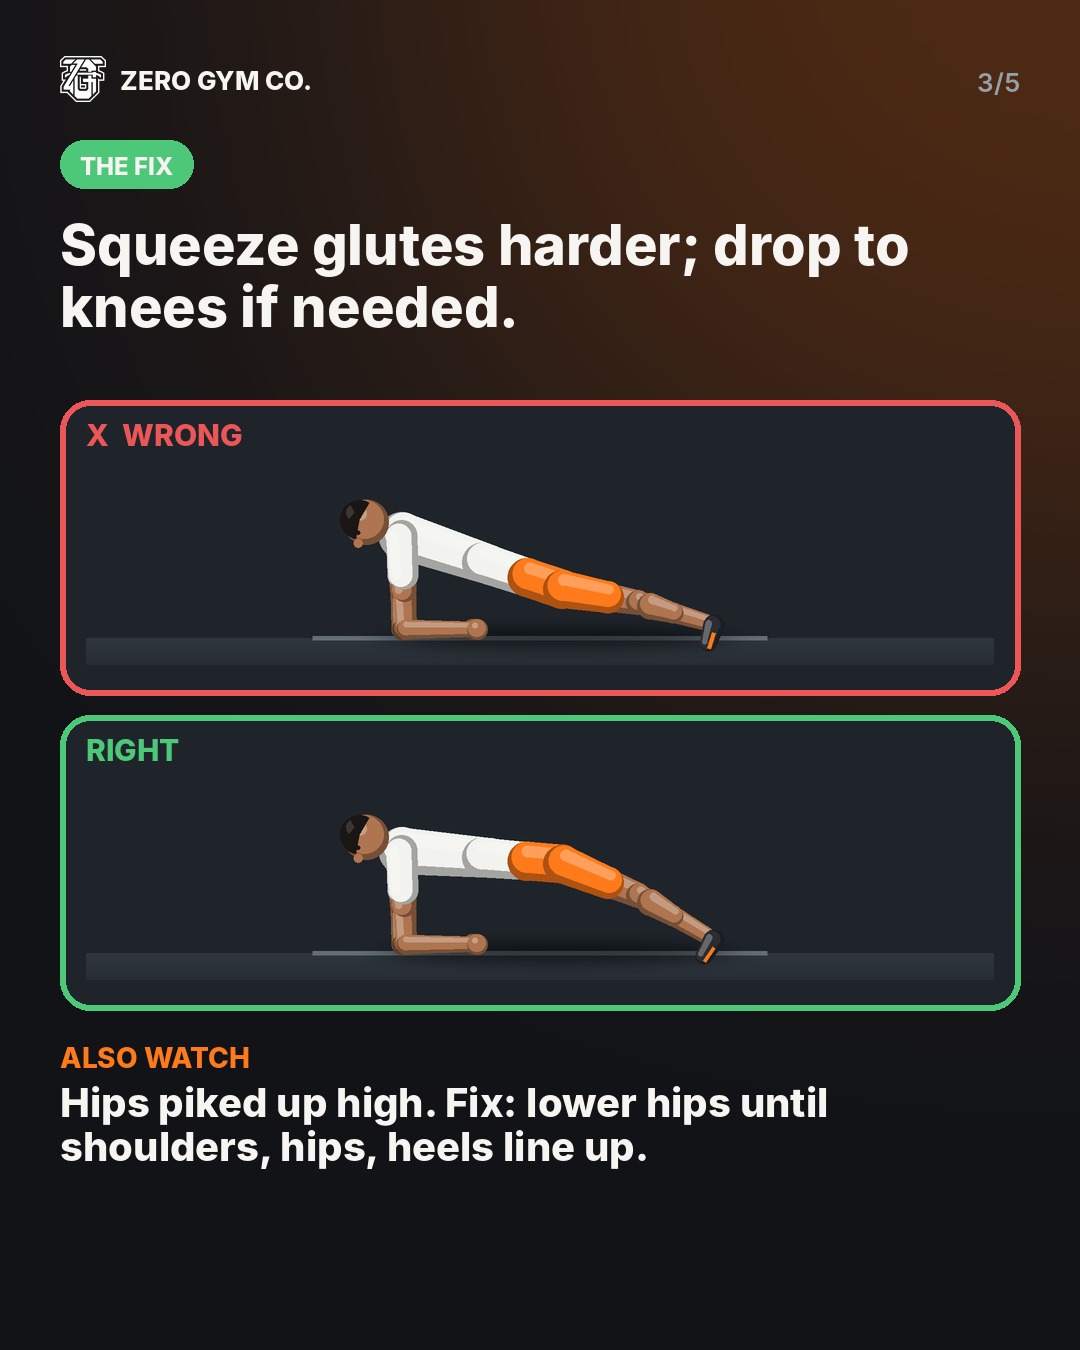 ZG
ZERO GYM CO.
3/5
THE FIX
Squeeze glutes harder; drop to
knees if needed.
X WRONG
RIGHT
ALSO WATCH
Hips piked up high. Fix: lower hips until
shoulders, hips, heels line up.